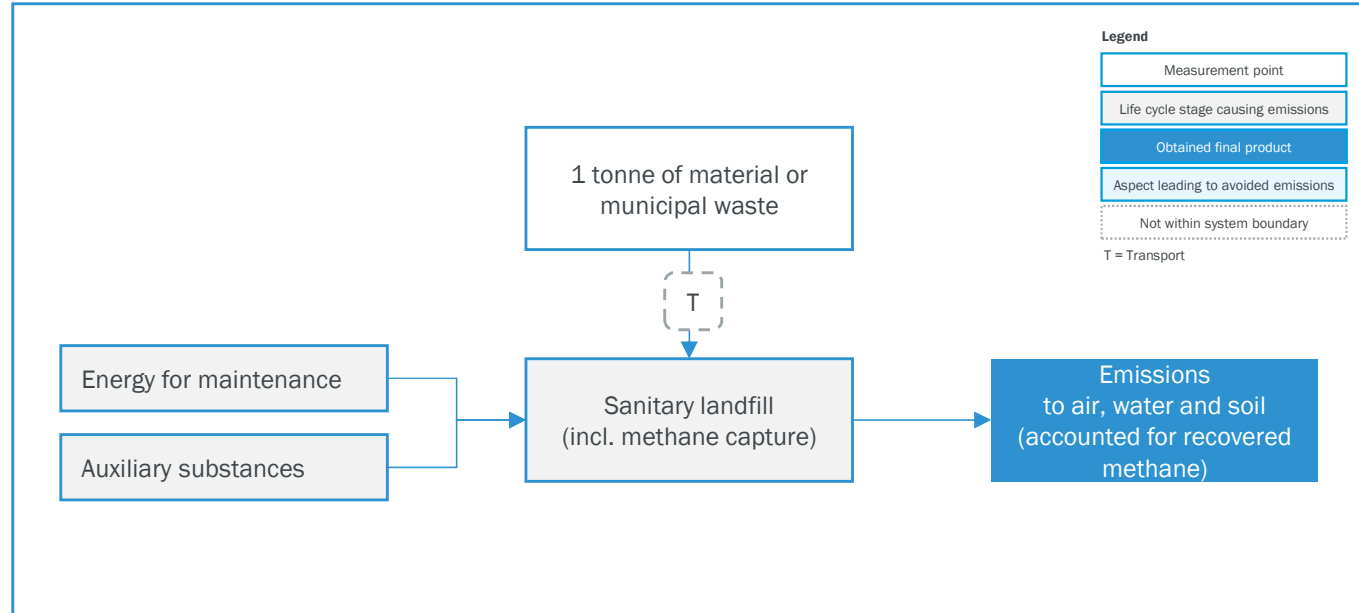 Legend
Measurement point
Life cycle stage causing emissions
Obtained final product
Aspect leading to avoided emissions
Not within system boundary
T = Transport
1 tonne of material or
municipal waste
T
Energy for maintenance
Auxiliary substances
Sanitary landfill
(incl. methane capture)
Emissions
to air, water and soil
(accounted for recovered
methane)